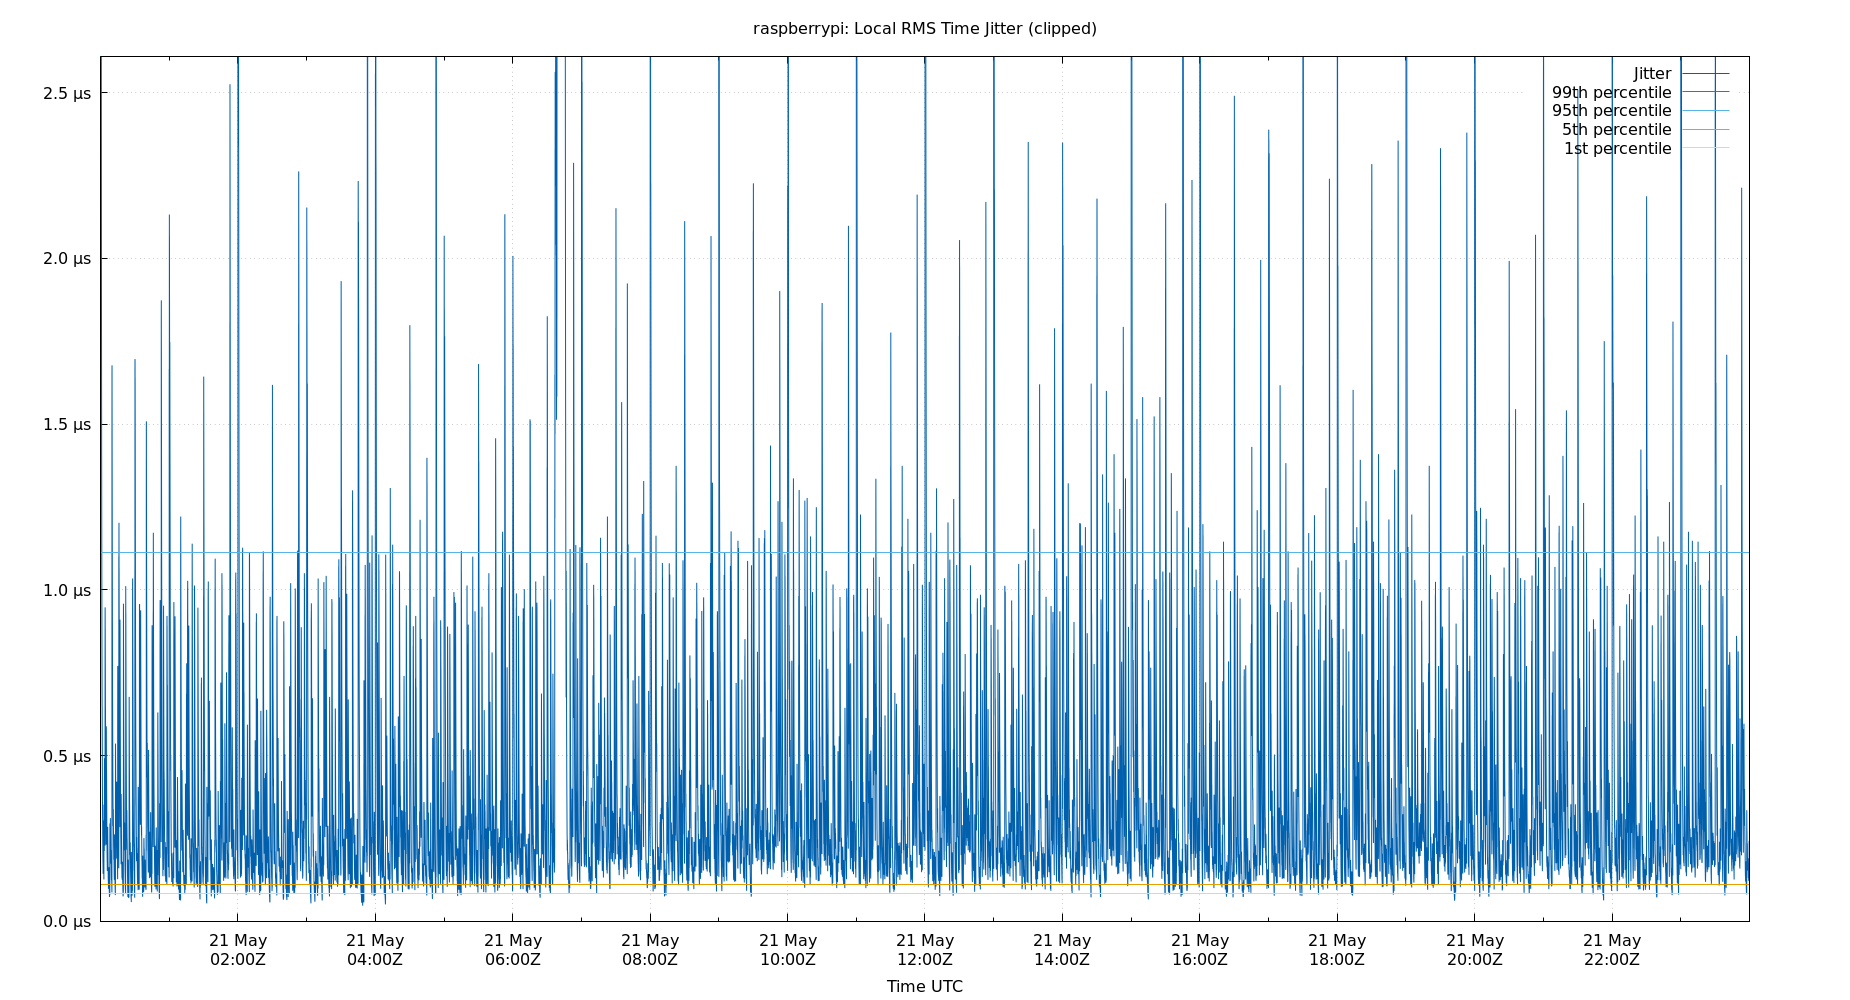 raspberrypi: Local RMS Time Jitter (clipped)
Jitter
99th percentile
95th percentile
5th percentile
1st percentile
2.5 µs
2.0 µs
1.5 µs
1.0 µs
0.5 µs
0.0 µs
21 May 21 May 21 May 21 May 21 May 21 May 21 May 21 May 21 May 21 May 21 May
02:00Z 04:00Z 06:00Z 08:00Z 10:00Z 12:00Z 14:00Z 16:00Z 18:00Z 20:00Z 22:00Z
Time UTC